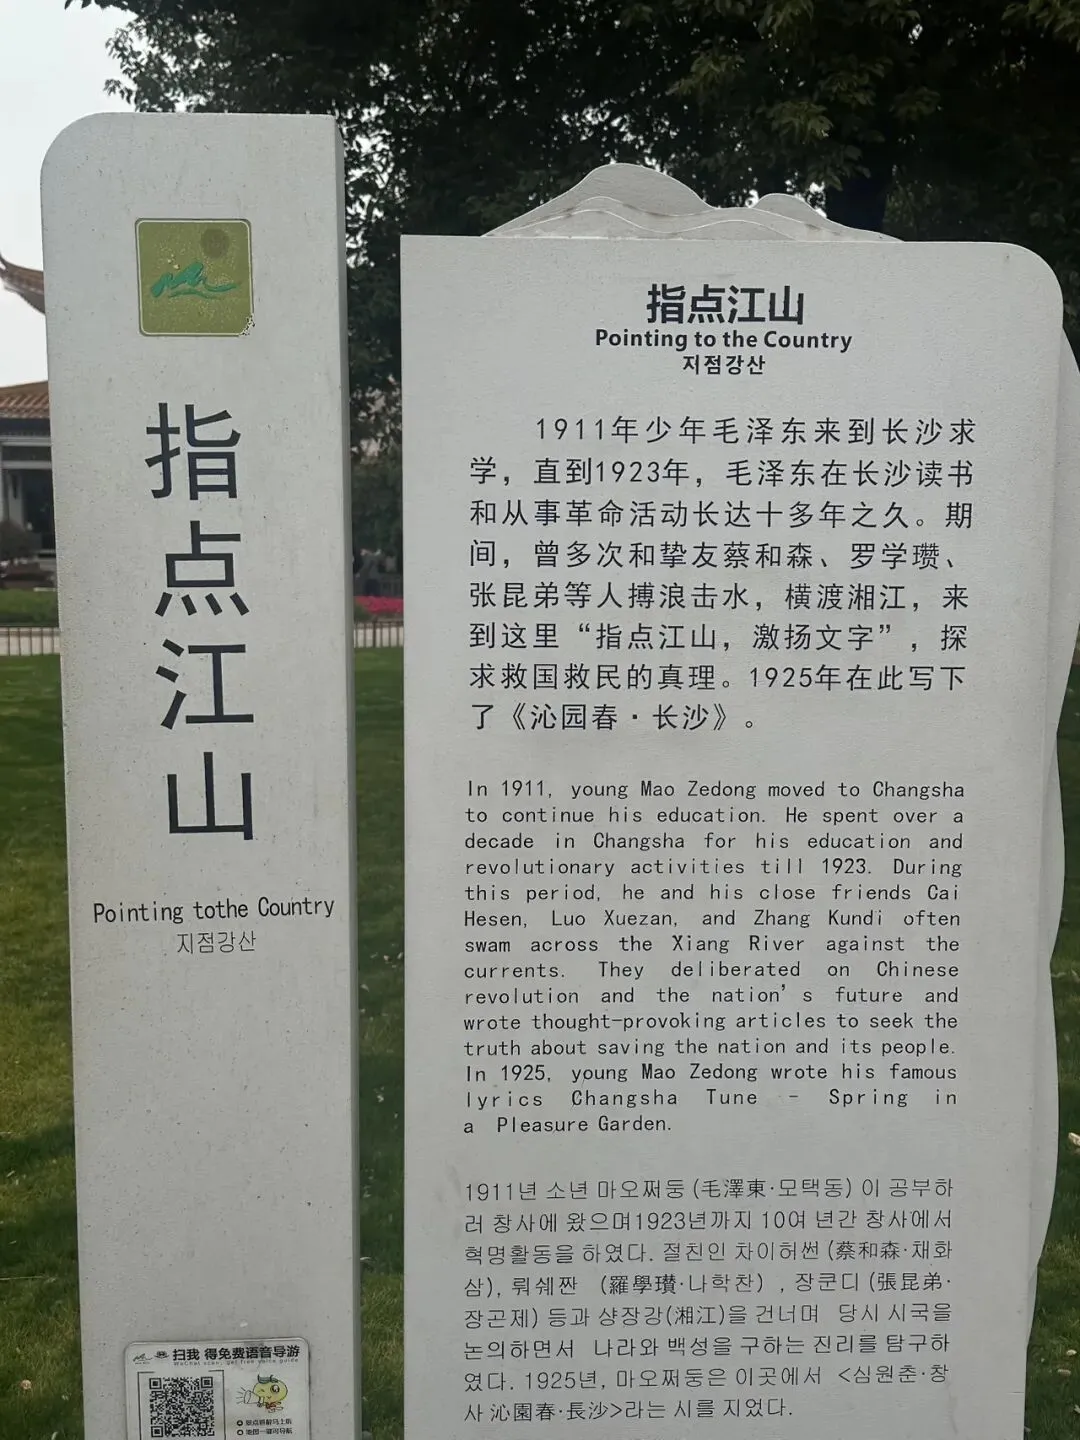 指点江山
Pointing tothe Country
지점강산
扫我 得免费语音导游
WeChat scan, get free voice guide
指点江山
Pointing to the Country
지점강산
1911年少年毛泽东来到长沙求
学，直到1923年，毛泽东在长沙读书
和从事革命活动长达十多年之久。期
间，曾多次和挚友蔡和森、罗学瓒、
张昆弟等人搏浪击水，横渡湘江，来
到这里“指点江山，激扬文字”，探
求救国救民的真理。1925年在此写下
了《沁园春·长沙》。
In 1911, young Mao Zedong moved to Changsha
to continue his education. He spent over a
decade in Changsha for his education and
revolutionary activities till 1923. During
this period, he and his close friends Cai
Hesen, Luo Xuezan, and Zhang Kundi often
swam across the Xiang River against the
currents. They deliberated on Chinese
revolution and the nation's future and
wrote thought-provoking articles to seek the
truth about saving the nation and its people.
In 1925, young Mao Zedong wrote his famous
lyrics Changsha Tune - Spring in
a Pleasure Garden.
1911년 소년 마오쩌둥 (毛澤東·모택동) 이 공부하
러 창사에 왔으며1923년까지 10여 년간 창사에서
혁명활동을 하였다. 절친인 차이허썬 (蔡和森·채화
삼), 뤄쉐짠 (羅學瓚·나학찬) , 장쿤디 (張昆弟·
장곤제) 등과 샹장강(湘江)을 건너며 당시 시국을
논의하면서 나라와 백성을 구하는 진리를 탐구하
였다. 1925년, 마오쩌둥은 이곳에서 <심원춘·창
사 沁園春·長沙>라는 시를 지었다.